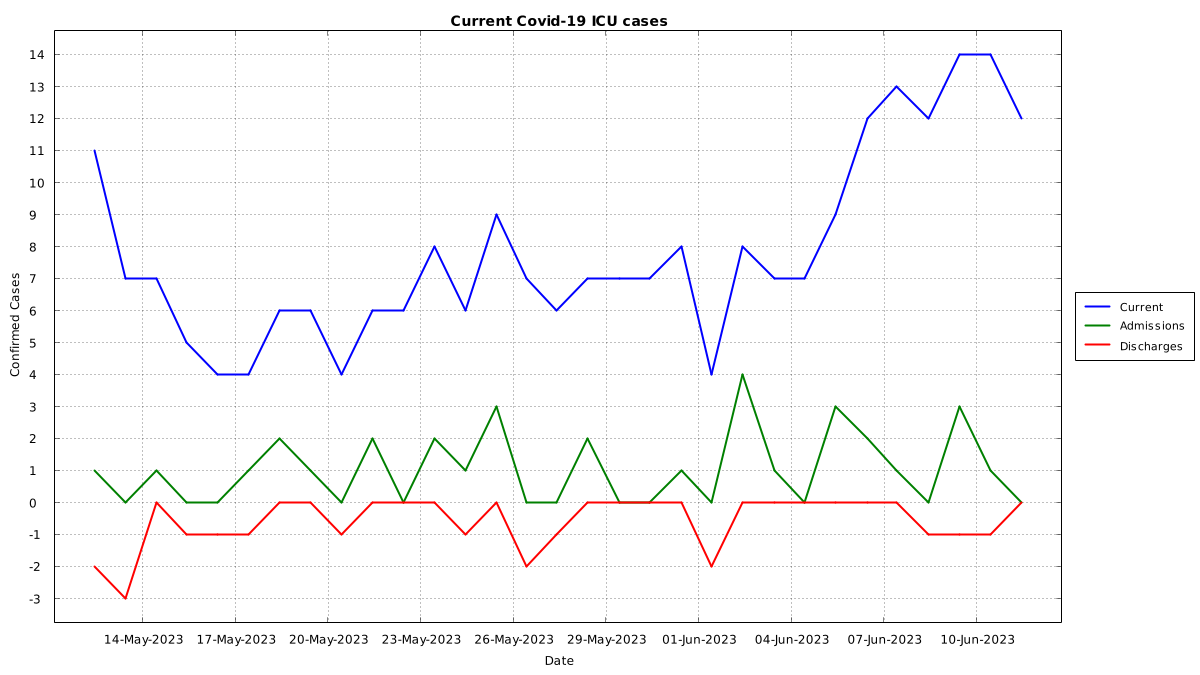 Current Covid-19 ICU cases
14
13
12
11
10
9
8
7
6
5
4
3
2
1
0
-1
-2
-3
Confirmed Cases
14-May-2023 17-May-2023 20-May-2023 23-May-2023 26-May-2023 29-May-2023 01-Jun-2023 04-Jun-2023 07-Jun-2023 10-Jun-2023
Date
Current
Admissions
Discharges